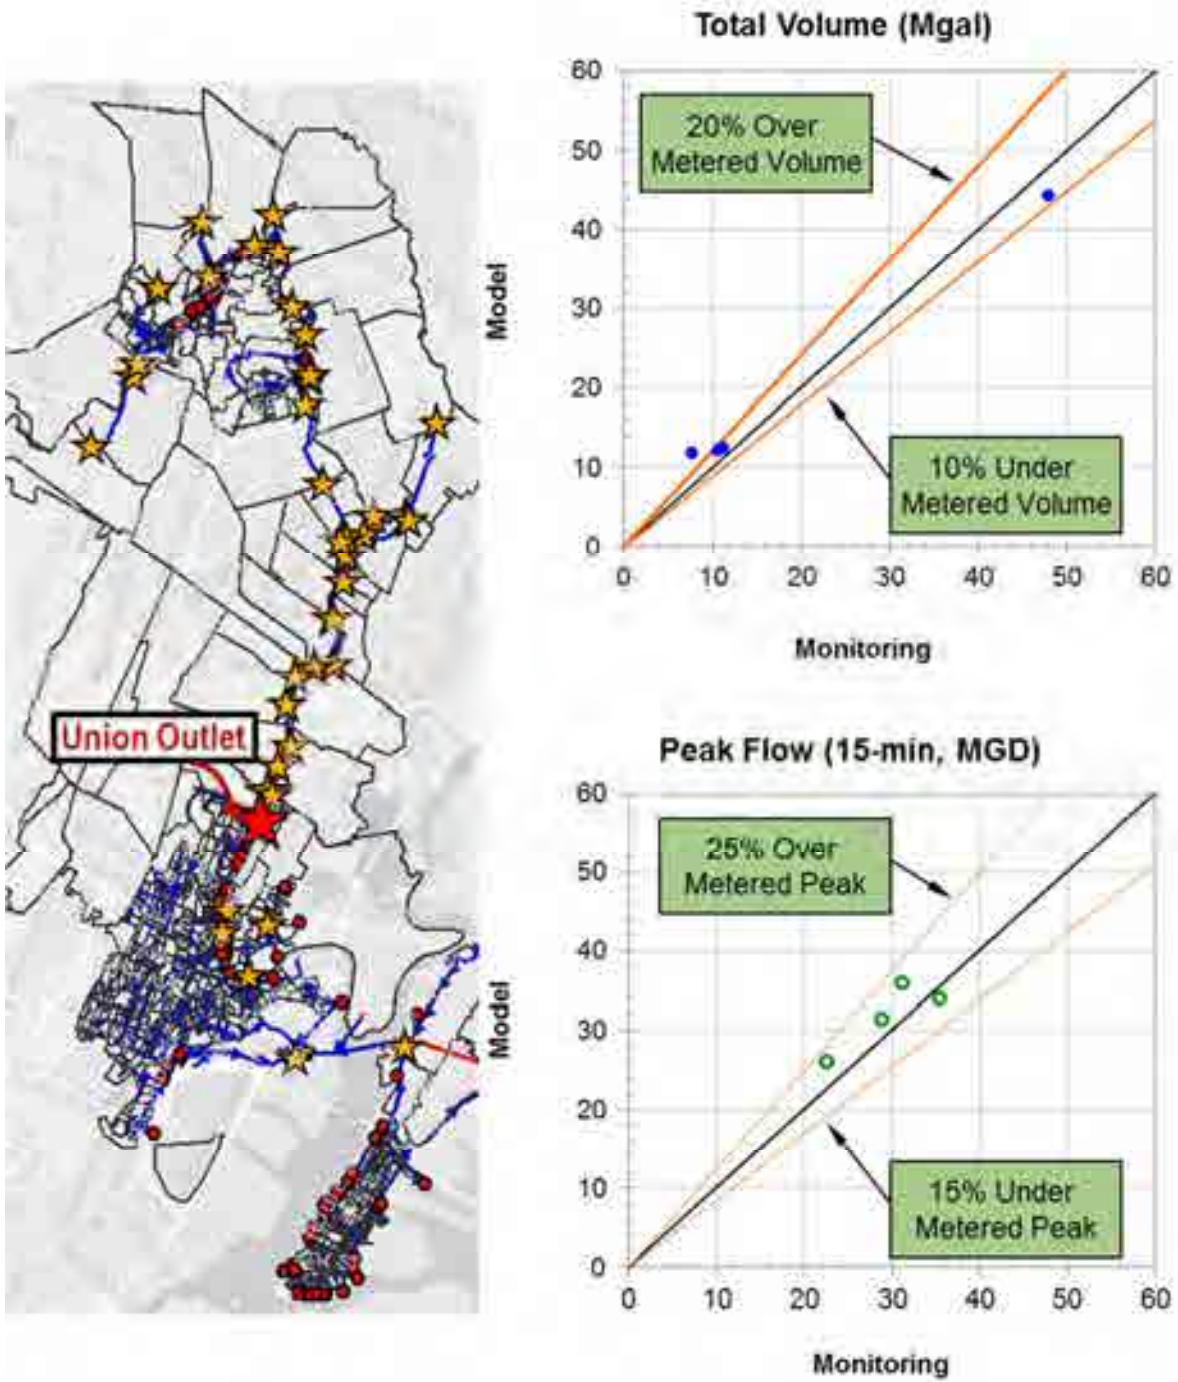 Total Volume (Mgal)
60
50
40
30
20
10
0
0 10 20 30 40 50 60
20% Over
Metered Volume
10% Under
Metered Volume
Model
Monitoring
Union Outlet
Peak Flow (15-min, MGD)
60
50
40
30
20
10
0
0 10 20 30 40 50 60
25% Over
Metered Peak
15% Under
Metered Peak
Model
Monitoring